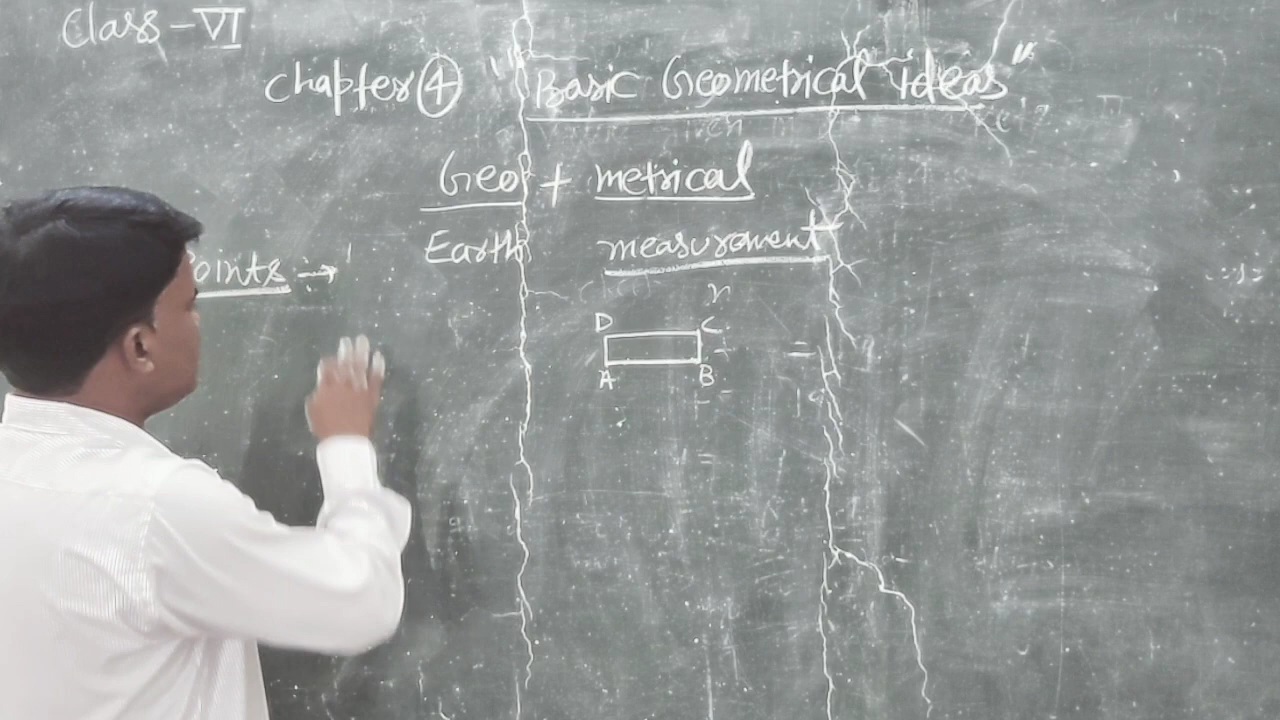 Class - VI
Chapter 4 "Basic Geometrical ideas"
Geo + metrical
Earth measurement
oints →
D C
A B